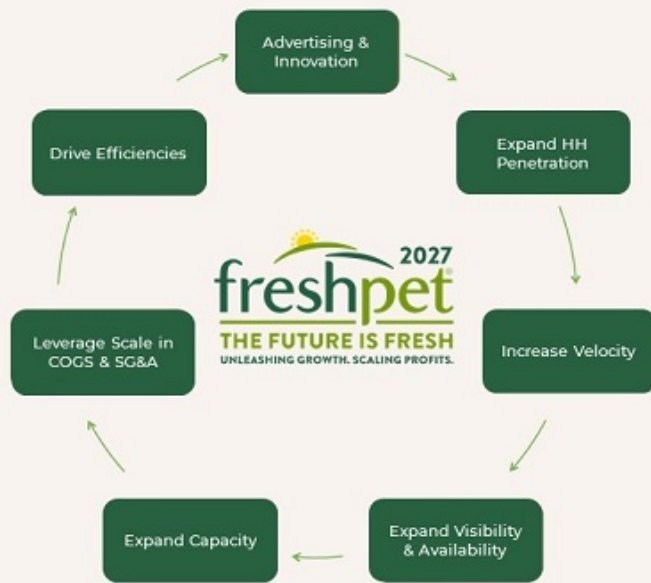 Advertising &
Innovation
Expand HH
Penetration
Increase Velocity
Expand Visibility
& Availability
Expand Capacity
Leverage Scale in
COGS & SG&A
Drive Efficiencies
2027
freshpet®
THE FUTURE IS FRESH
UNLEASHING GROWTH. SCALING PROFITS.